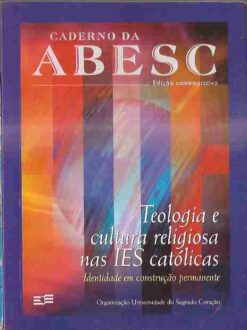 CADERNO DA
ABESC
Edição comemorativa
Teologia e
cultura religiosa
nas IES católicas
Identidade em construção permanente
Organização Universidade do Sagrado Coração